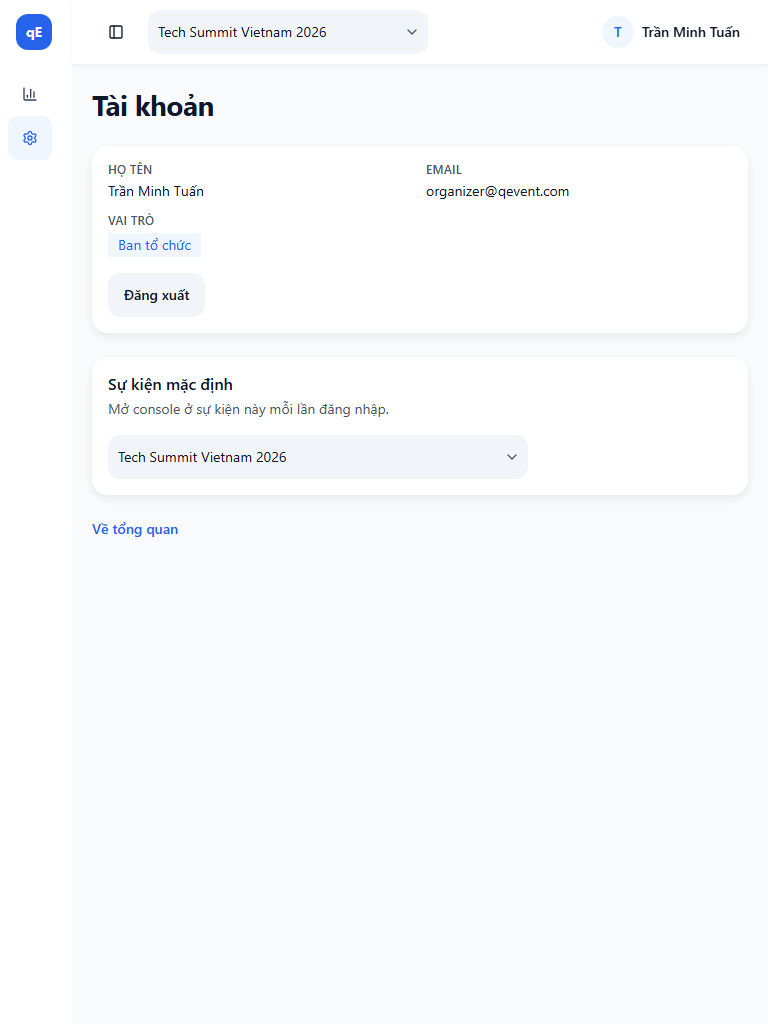 qE
Tech Summit Vietnam 2026
T
Trần Minh Tuấn
Tài khoản
HỌ TÊN
EMAIL
Trần Minh Tuấn
organizer@qevent.com
VAI TRÒ
Ban tổ chức
Đăng xuất
Sự kiện mặc định
Mở console ở sự kiện này mỗi lần đăng nhập.
Tech Summit Vietnam 2026
Về tổng quan